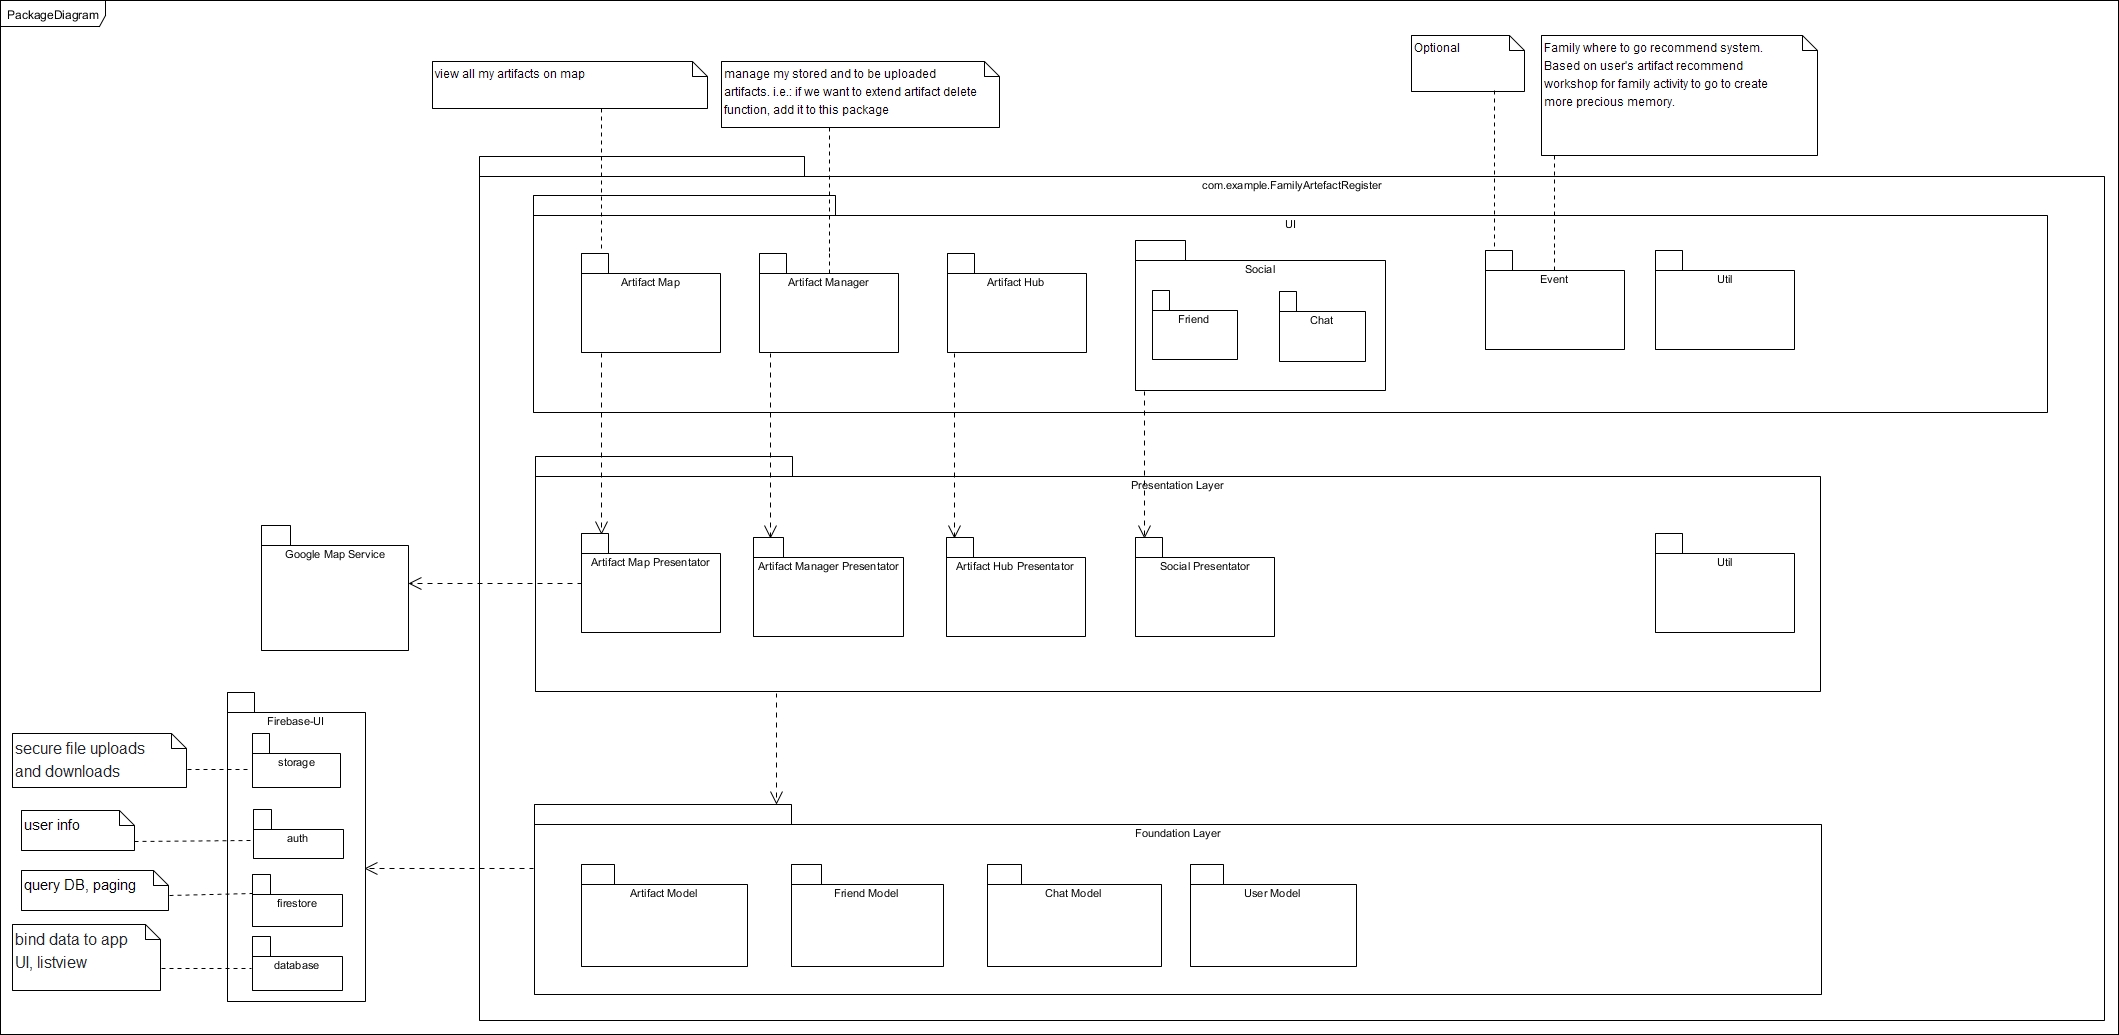 PackageDiagram
view all my artifacts on map
manage my stored and to be uploaded
artifacts. i.e.: if we want to extend artifact delete
function, add it to this package
Optional
Family where to go recommend system.
Based on user's artifact recommend
workshop for family activity to go to create
more precious memory.
com.example.FamilyArtefactRegister
UI
Artifact Map
Artifact Manager
Artifact Hub
Social
Friend
Chat
Event
Util
Presentation Layer
Google Map Service
Artifact Map Presentator
Artifact Manager Presentator
Artifact Hub Presentator
Social Presentator
Util
Firebase-UI
secure file uploads
and downloads
storage
user info
auth
query DB, paging
firestore
bind data to app
UI, listview
database
Foundation Layer
Artifact Model
Friend Model
Chat Model
User Model